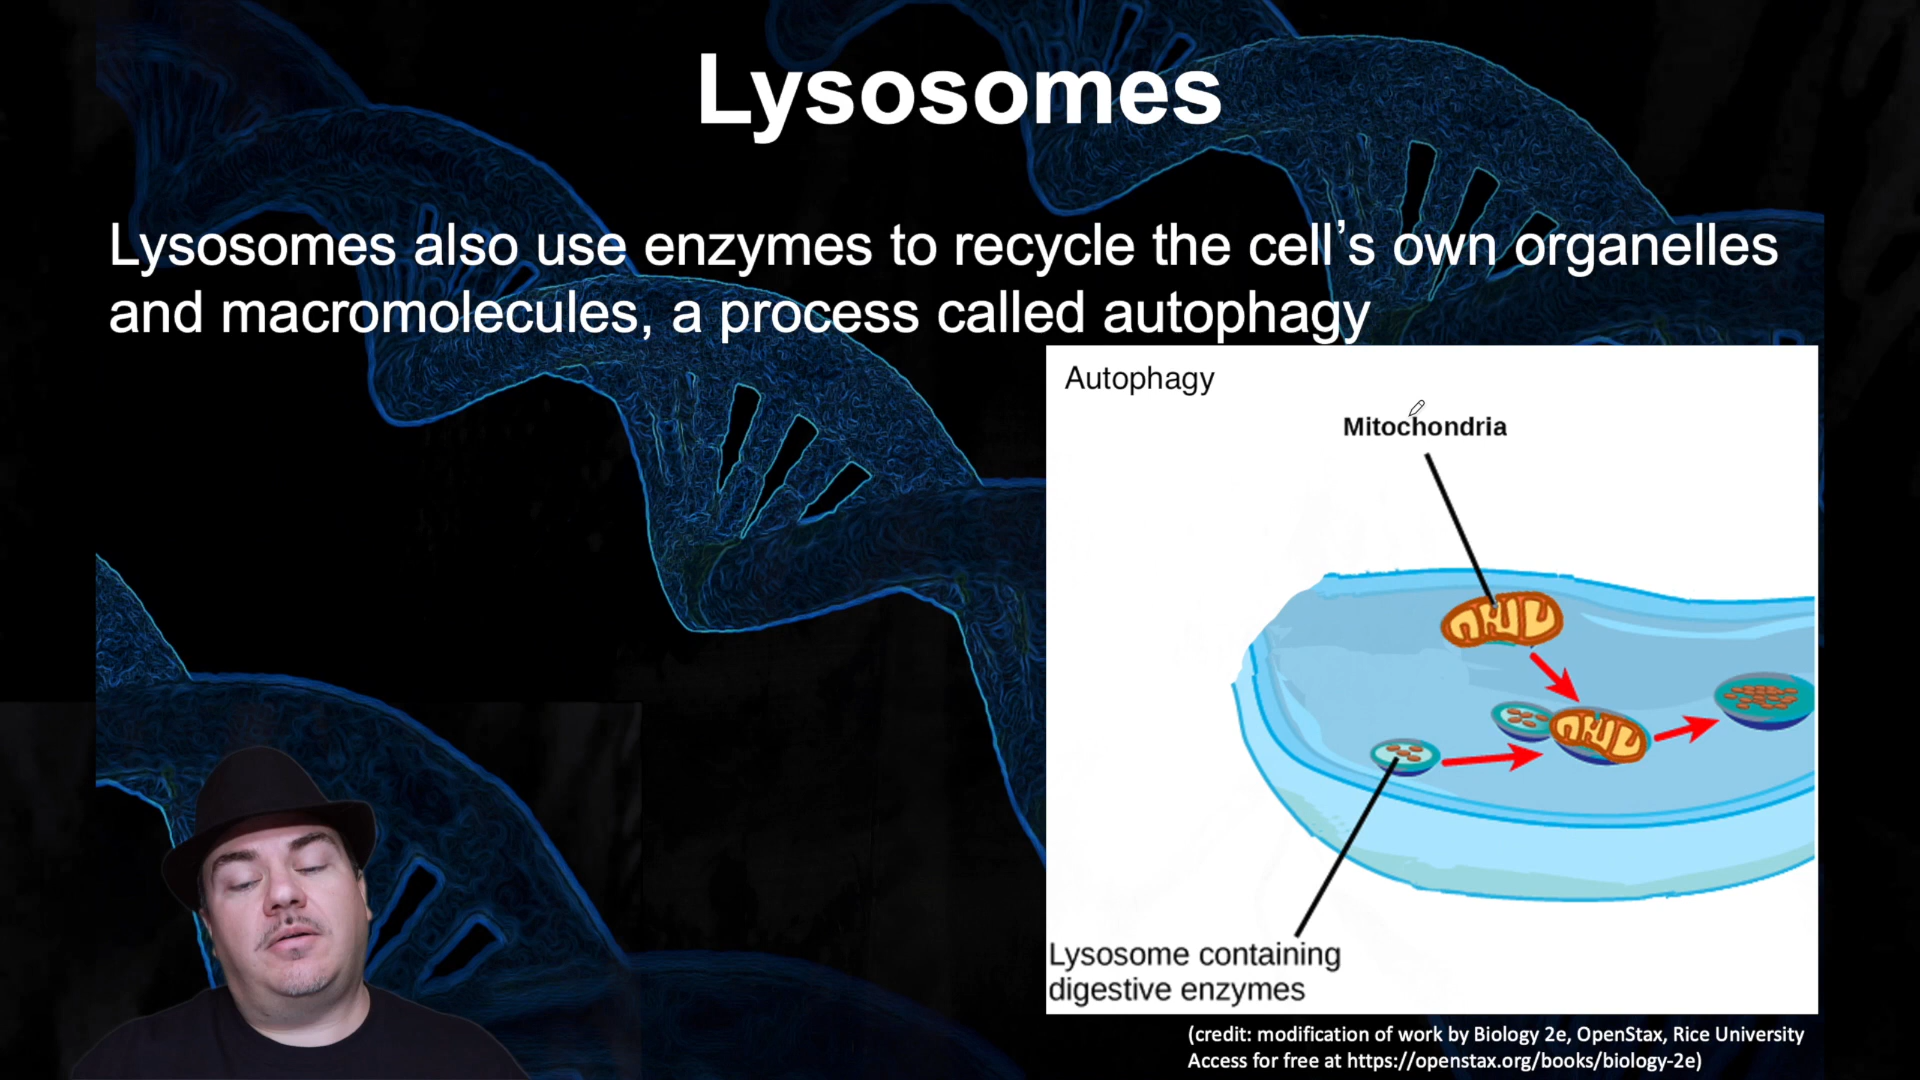 Lysosomes
Lysosomes also use enzymes to recycle the cell’s own organelles
and macromolecules, a process called autophagy
Autophagy
Mitochondria
Lysosome containing
digestive enzymes
(credit: modification of work by Biology 2e, OpenStax, Rice University
Access for free at https://openstax.org/books/biology-2e)